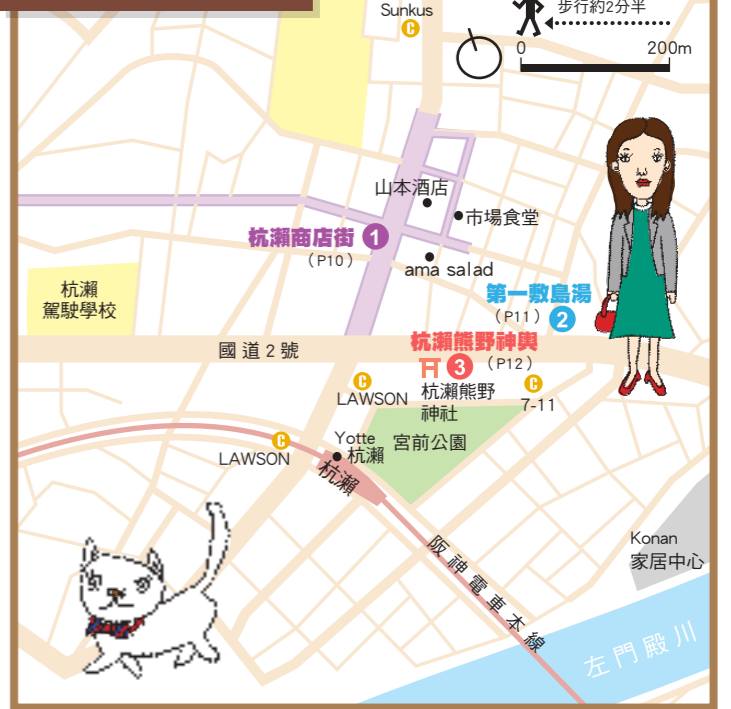 Sunkus
C
步行約2分半
0 200m
山本酒店
市場食堂
杭瀨商店街 1
（P10）
ama salad
杭瀨
駕駛學校
第一敷島湯
（P11） 2
國道2號
杭瀨熊野神輿
3 （P12）
C
LAWSON
杭瀨熊野
神社
C
7-11
C
LAWSON
Yotte
杭瀨
宮前公園
杭瀨
阪神電車本線
Konan
家居中心
左門殿川